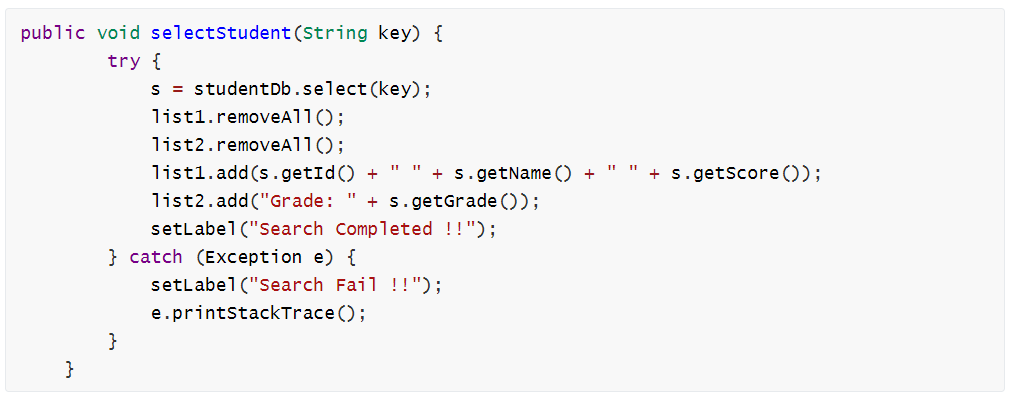 public void selectStudent(String key) {
        try {
            s = studentDb.select(key);
            list1.removeAll();
            list2.removeAll();
            list1.add(s.getId() + " " + s.getName() + " " + s.getScore());
            list2.add("Grade: " + s.getGrade());
            setLabel("Search Completed !!");
        } catch (Exception e) {
            setLabel("Search Fail !!");
            e.printStackTrace();
        }
    }